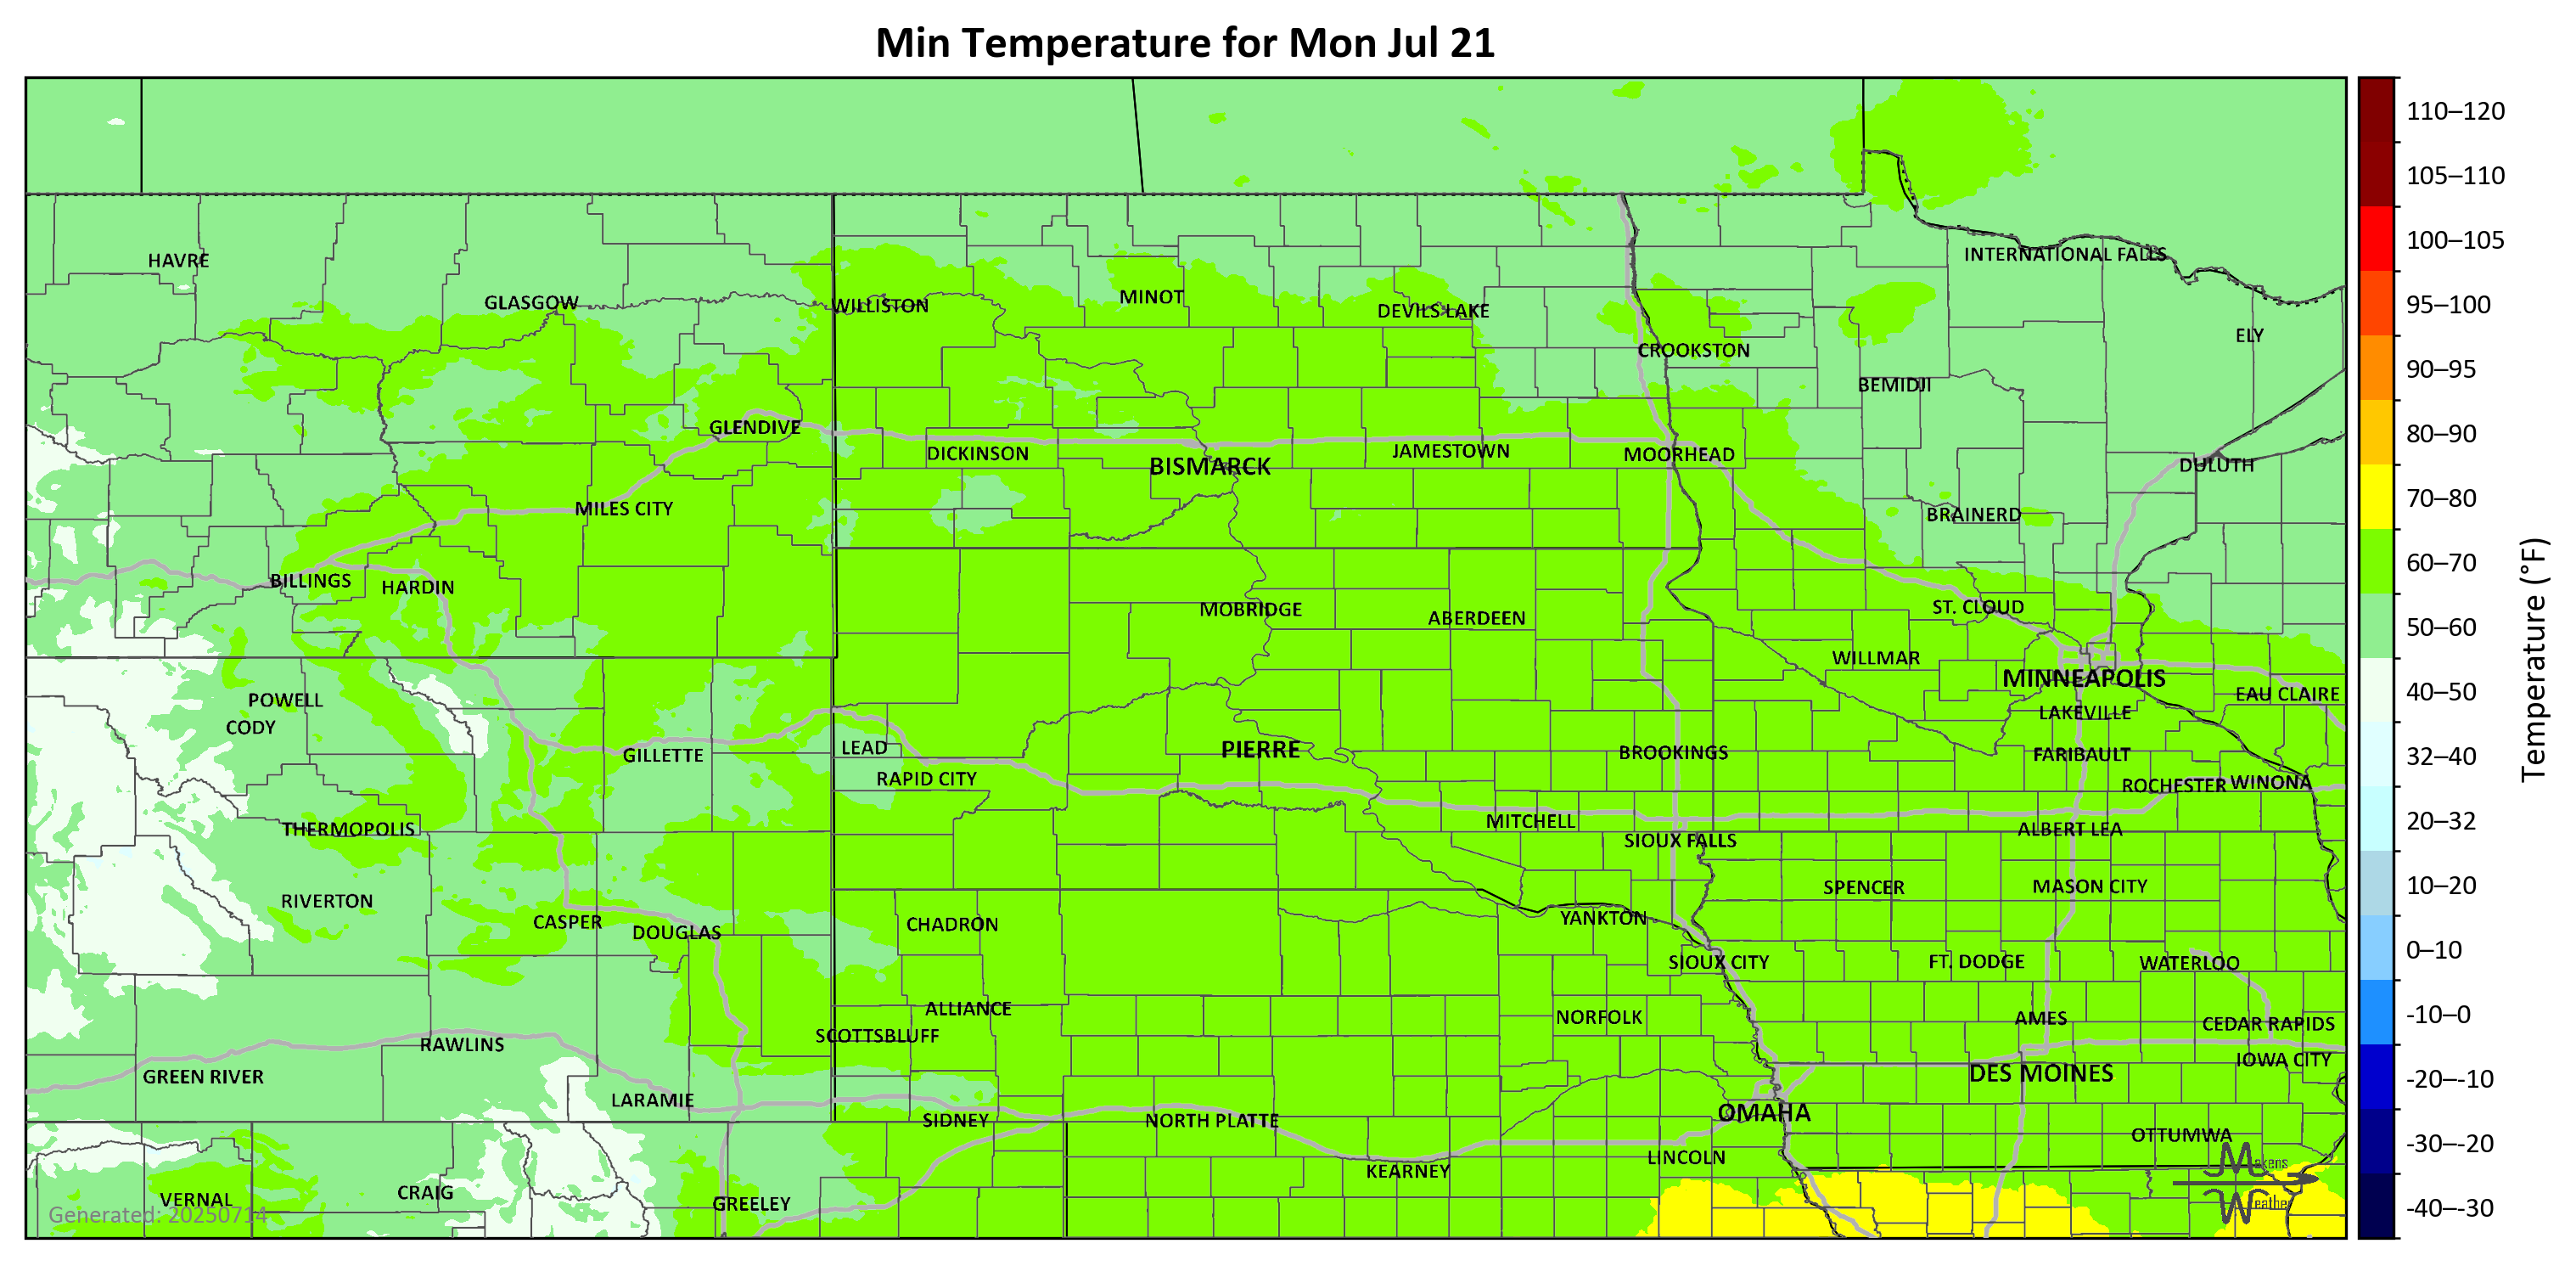 Min Temperature for Mon Jul 21
110–120
105–110
100–105
95–100
90–95
80–90
70–80
60–70
50–60
40–50
32–40
20–32
10–20
0–10
-10–0
-20–-10
-30–-20
-40–-30
Temperature (°F)
HAVRE
INTERNATIONAL FALLS
GLASGOW
WILLISTON
MINOT
DEVILS LAKE
ELY
CROOKSTON
BEMIDJI
GLENDIVE
DICKINSON
BISMARCK
JAMESTOWN
MOORHEAD
DULUTH
MILES CITY
BRAINERD
BILLINGS
HARDIN
MOBRIDGE
ABERDEEN
ST. CLOUD
WILLMAR
MINNEAPOLIS
EAU CLAIRE
POWELL
CODY
LAKEVILLE
GILLETTE
LEAD
PIERRE
BROOKINGS
FARIBAULT
RAPID CITY
ROCHESTER
WINONA
THERMOPOLIS
MITCHELL
ALBERT LEA
SIOUX FALLS
RIVERTON
SPENCER
MASON CITY
CASPER
DOUGLAS
CHADRON
YANKTON
SIOUX CITY
FT. DODGE
WATERLOO
ALLIANCE
NORFOLK
AMES
CEDAR RAPIDS
SCOTTSBLUFF
RAWLINS
IOWA CITY
GREEN RIVER
DES MOINES
LARAMIE
SIDNEY
NORTH PLATTE
OMAHA
OTTUMWA
LINCOLN
KEARNEY
VERNAL
CRAIG
GREELEY
Makens
Weather
Generated: 20250714